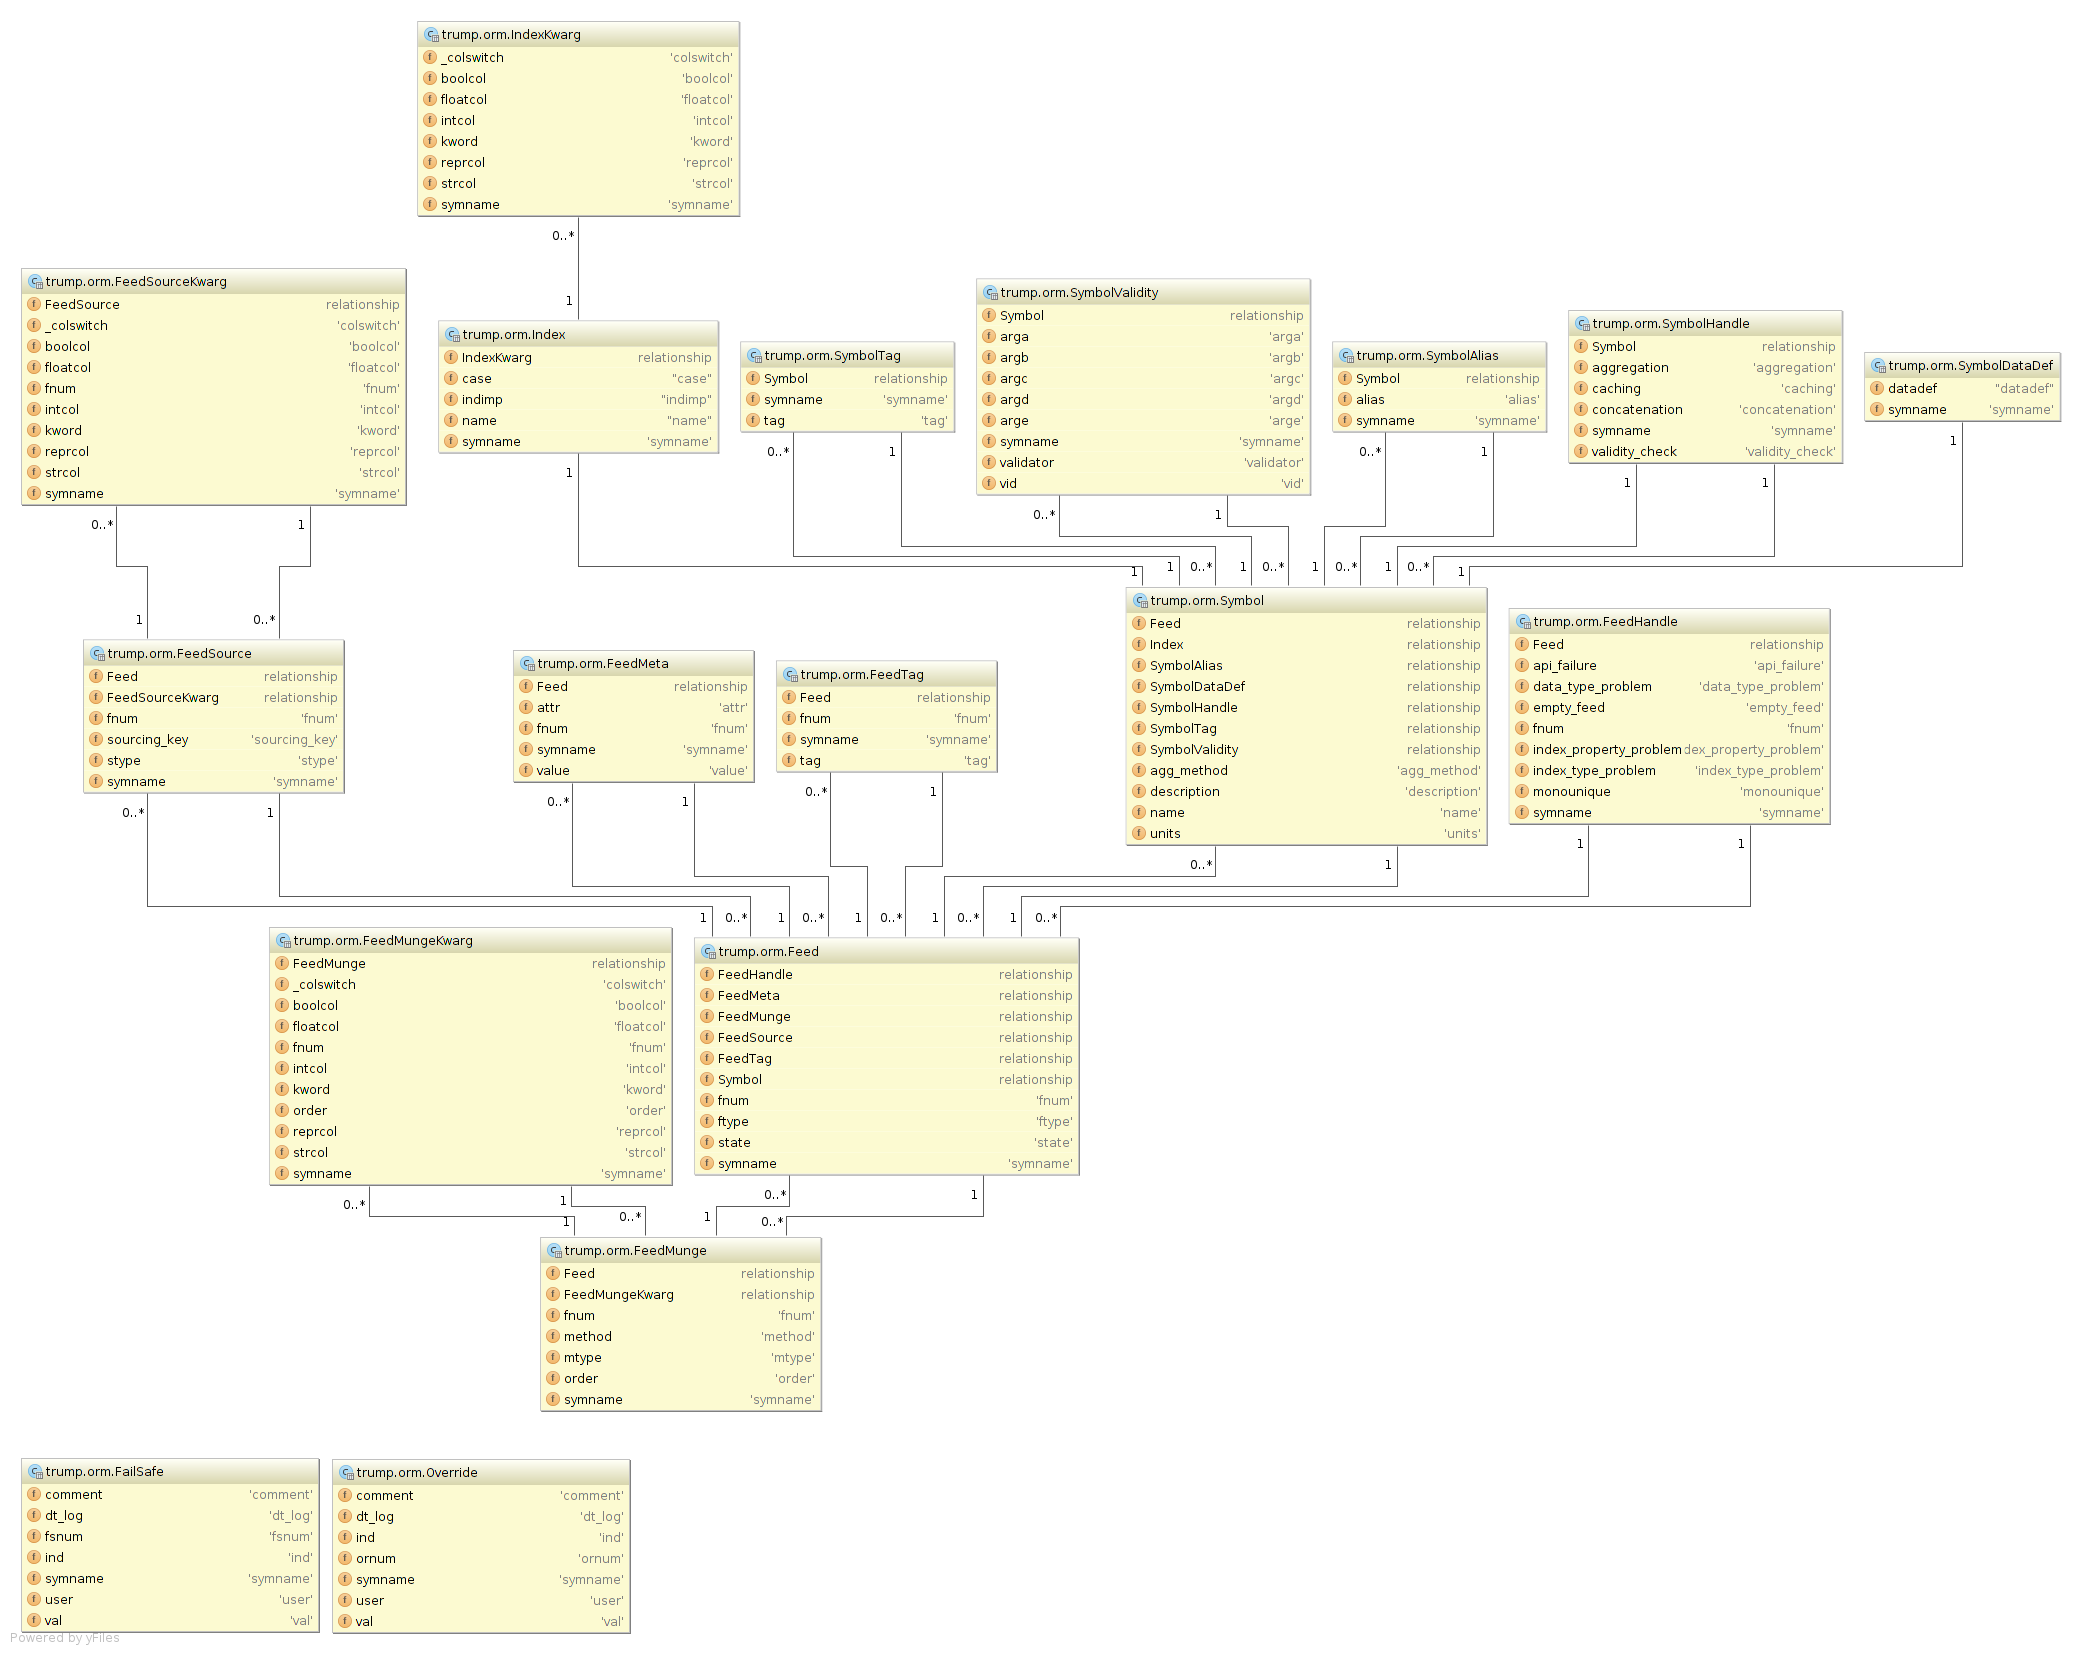 trump.orm.IndexKwarg
_colswitch 'colswitch'
boolcol 'boolcol'
floatcol 'floatcol'
intcol 'intcol'
kword 'kword'
reprcol 'reprcol'
strcol 'strcol'
symname 'symname'
0..*
1
trump.orm.FeedSourceKwarg
FeedSource relationship
_colswitch 'colswitch'
boolcol 'boolcol'
floatcol 'floatcol'
fnum 'fnum'
intcol 'intcol'
kword 'kword'
reprcol 'reprcol'
strcol 'strcol'
symname 'symname'
0..* 1
1 0..*
trump.orm.Index
IndexKwarg relationship
case "case"
indimp "indimp"
name "name"
symname 'symname'
1
trump.orm.SymbolTag
Symbol relationship
symname 'symname'
tag 'tag'
0..* 1
trump.orm.SymbolValidity
Symbol relationship
arga 'arga'
argb 'argb'
argc 'argc'
argd 'argd'
arge 'arge'
symname 'symname'
validator 'validator'
vid 'vid'
0..* 1
trump.orm.SymbolAlias
Symbol relationship
alias 'alias'
symname 'symname'
0..* 1
trump.orm.SymbolHandle
Symbol relationship
aggregation 'aggregation'
caching 'caching'
concatenation 'concatenation'
symname 'symname'
validity_check 'validity_check'
1 1
trump.orm.SymbolDataDef
datadef "datadef"
symname 'symname'
1
1 1 0..* 1 0..* 1 0..* 1 0..* 1
trump.orm.FeedSource
Feed relationship
FeedSourceKwarg relationship
fnum 'fnum'
sourcing_key 'sourcing_key'
stype 'stype'
symname 'symname'
0..* 1
trump.orm.FeedMeta
Feed relationship
attr 'attr'
fnum 'fnum'
symname 'symname'
value 'value'
0..* 1
trump.orm.FeedTag
Feed relationship
fnum 'fnum'
symname 'symname'
tag 'tag'
0..* 1
trump.orm.Symbol
Feed relationship
Index relationship
SymbolAlias relationship
SymbolDataDef relationship
SymbolHandle relationship
SymbolTag relationship
SymbolValidity relationship
agg_method 'agg_method'
description 'description'
name 'name'
units 'units'
0..* 1
trump.orm.FeedHandle
Feed relationship
api_failure 'api_failure'
data_type_problem 'data_type_problem'
empty_feed 'empty_feed'
fnum 'fnum'
index_property_problem dex_property_problem'
index_type_problem 'index_type_problem'
monounique 'monounique'
symname 'symname'
1 1
1 0..* 1 0..* 1 0..* 1 0..* 1 0..*
trump.orm.FeedMungeKwarg
FeedMunge relationship
_colswitch 'colswitch'
boolcol 'boolcol'
floatcol 'floatcol'
fnum 'fnum'
intcol 'intcol'
kword 'kword'
order 'order'
reprcol 'reprcol'
strcol 'strcol'
symname 'symname'
0..* 1
trump.orm.Feed
FeedHandle relationship
FeedMeta relationship
FeedMunge relationship
FeedSource relationship
FeedTag relationship
Symbol relationship
fnum 'fnum'
ftype 'ftype'
state 'state'
symname 'symname'
0..* 1
1 0..* 1 0..*
trump.orm.FeedMunge
Feed relationship
FeedMungeKwarg relationship
fnum 'fnum'
method 'method'
mtype 'mtype'
order 'order'
symname 'symname'
trump.orm.FailSafe
comment 'comment'
dt_log 'dt_log'
fsnum 'fsnum'
ind 'ind'
symname 'symname'
user 'user'
val 'val'
trump.orm.Override
comment 'comment'
dt_log 'dt_log'
ind 'ind'
ornum 'ornum'
symname 'symname'
user 'user'
val 'val'
Powered by yFiles